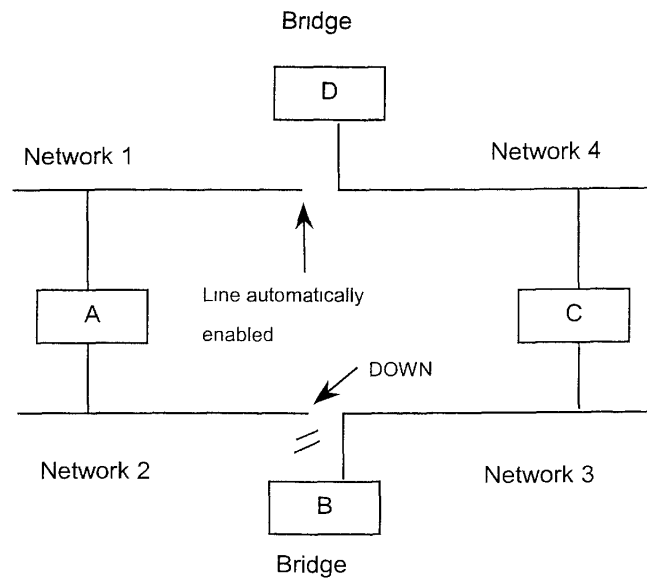 Bridge
D
Network 1
Network 4
Line automatically
enabled
A
C
DOWN
Network 2
Network 3
B
Bridge